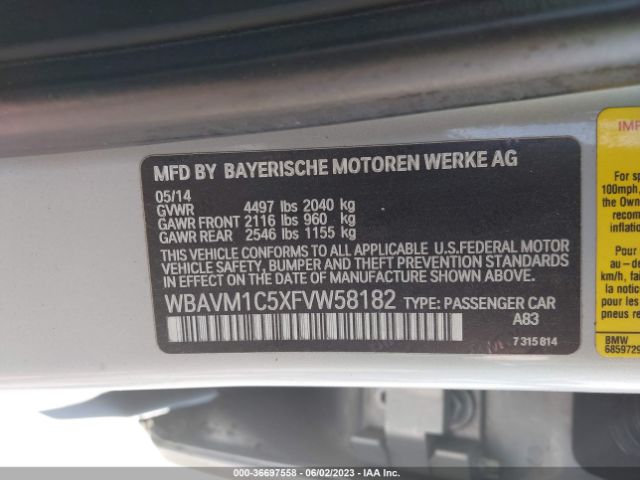 MFD BY BAYERISCHE MOTOREN WERKE AG
05/14
GVWR 4497 lbs 2040 kg
GAWR FRONT 2116 lbs 960 kg
GAWR REAR 2546 lbs 1155 kg
THIS VEHICLE CONFORMS TO ALL APPLICABLE U.S.FEDERAL MOTOR
VEHICLE SAFETY, BUMPER AND THEFT PREVENTION STANDARDS
IN EFFECT ON THE DATE OF MANUFACTURE SHOWN ABOVE.
WBAVM1C5XFVW58182 TYPE: PASSENGER CAR
A83
7 315 814
IMP
For sp
100mph,
the Own
recom
inflatio
Pour
au – de
km/h, fai
la notic
pour les
pneus re
BMW
6859729
000-36697558 - 06/02/2023 - IAA Inc.